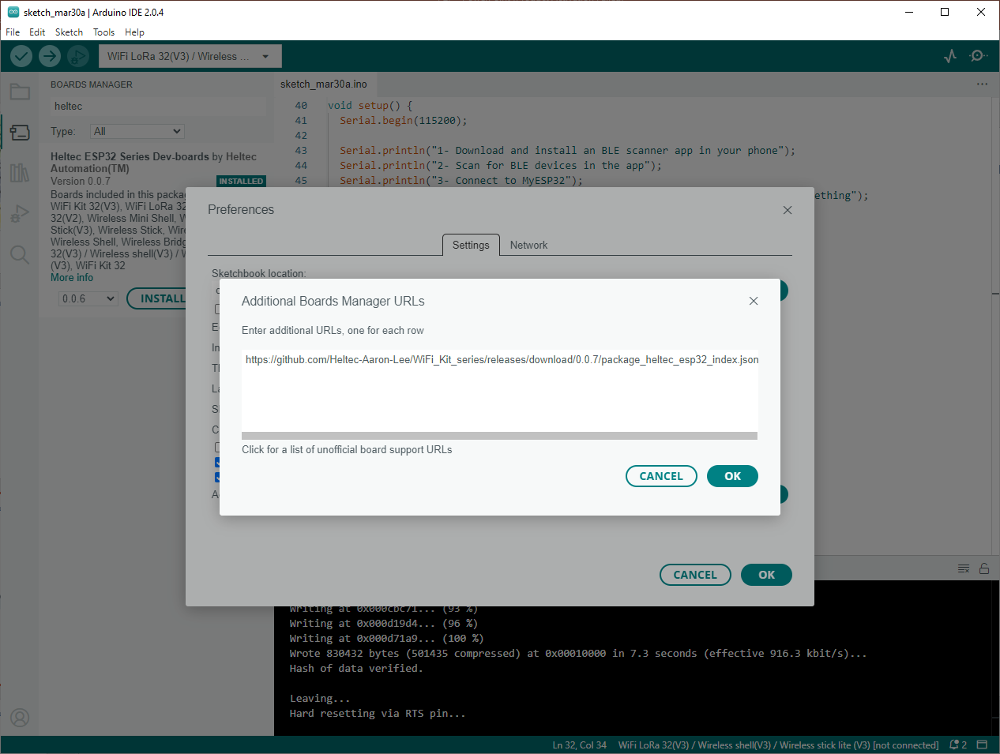 sketch_mar30a | Arduino IDE 2.0.4
File Edit Sketch Tools Help
WiFi LoRa 32(V3) / Wireless ...
BOARDS MANAGER
heltec
Type: All
Heltec ESP32 Series Dev-boards by Heltec
Automation(TM)
Version 0.0.7 INSTALLED
Boards included in this
WiFi Kit 32(V3), WiFi LoRa 32
32(V2), Wireless Mini Shell,
Stick(V3), Wireless Stick,
Wireless Shell, Wireless
32(V3) / Wireless shell(V3) /
(V3), WiFi Kit 32
More info
0.0.6 INSTALL
sketch_mar30a.ino
40 void setup() {
41 Serial.begin(115200);
42
43 Serial.println("1- Download and install an BLE scanner app in your phone");
44 Serial.println("2- Scan for BLE devices in the app");
45 Serial.println("3- Connect to MyESP32");
ething");
Preferences
Settings Network
Sketchbook location:
Additional Boards Manager URLs
Enter additional URLs, one for each row
https://github.com/Heltec-Aaron-Lee/WiFi_Kit_series/releases/download/0.0.7/package_heltec_esp32_index.json
Click for a list of unofficial board support URLs
CANCEL OK
CANCEL OK
Writing at 0x000cbc71... (93 %)
Writing at 0x000d19d4... (96 %)
Writing at 0x000d71a9... (100 %)
Wrote 830432 bytes (501435 compressed) at 0x00010000 in 7.3 seconds (effective 916.3 kbit/s)...
Hash of data verified.
Leaving...
Hard resetting via RTS pin...
Ln 32, Col 34 WiFi LoRa 32(V3) / Wireless shell(V3) / Wireless stick lite (V3) [not connected] 2